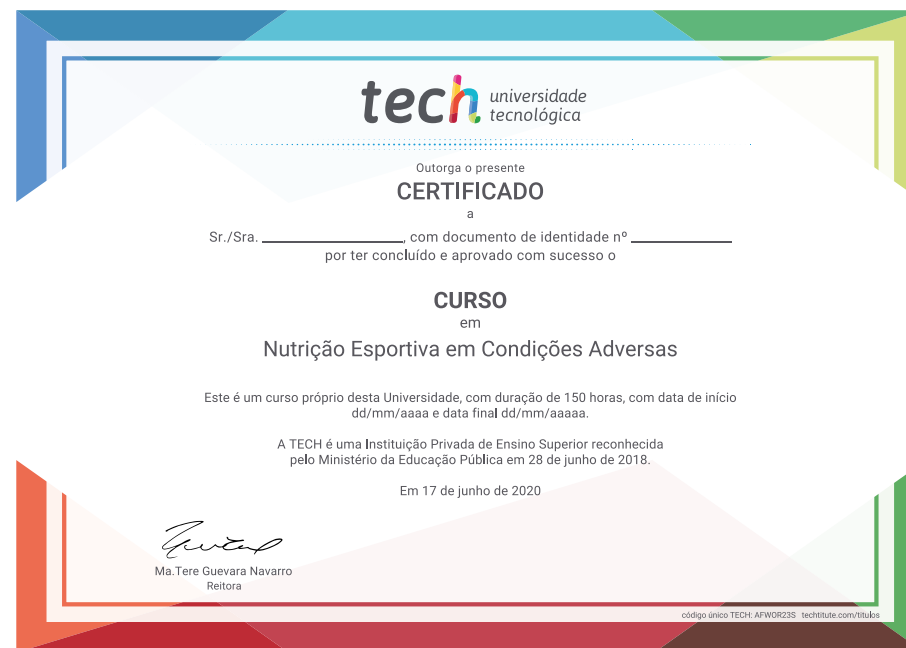 tech universidade
tecnológica
Outorga o presente
CERTIFICADO
a
Sr./Sra. ____________________, com documento de identidade nº ______________
por ter concluído e aprovado com sucesso o
CURSO
em
Nutrição Esportiva em Condições Adversas
Este é um curso próprio desta Universidade, com duração de 150 horas, com data de início
dd/mm/aaaa e data final dd/mm/aaaaa.
A TECH é uma Instituição Privada de Ensino Superior reconhecida
pelo Ministério da Educação Pública em 28 de junho de 2018.
Em 17 de junho de 2020
Ma.Tere Guevara Navarro
Reitora
código único TECH: AFWOR23S techtitute.com/titulos